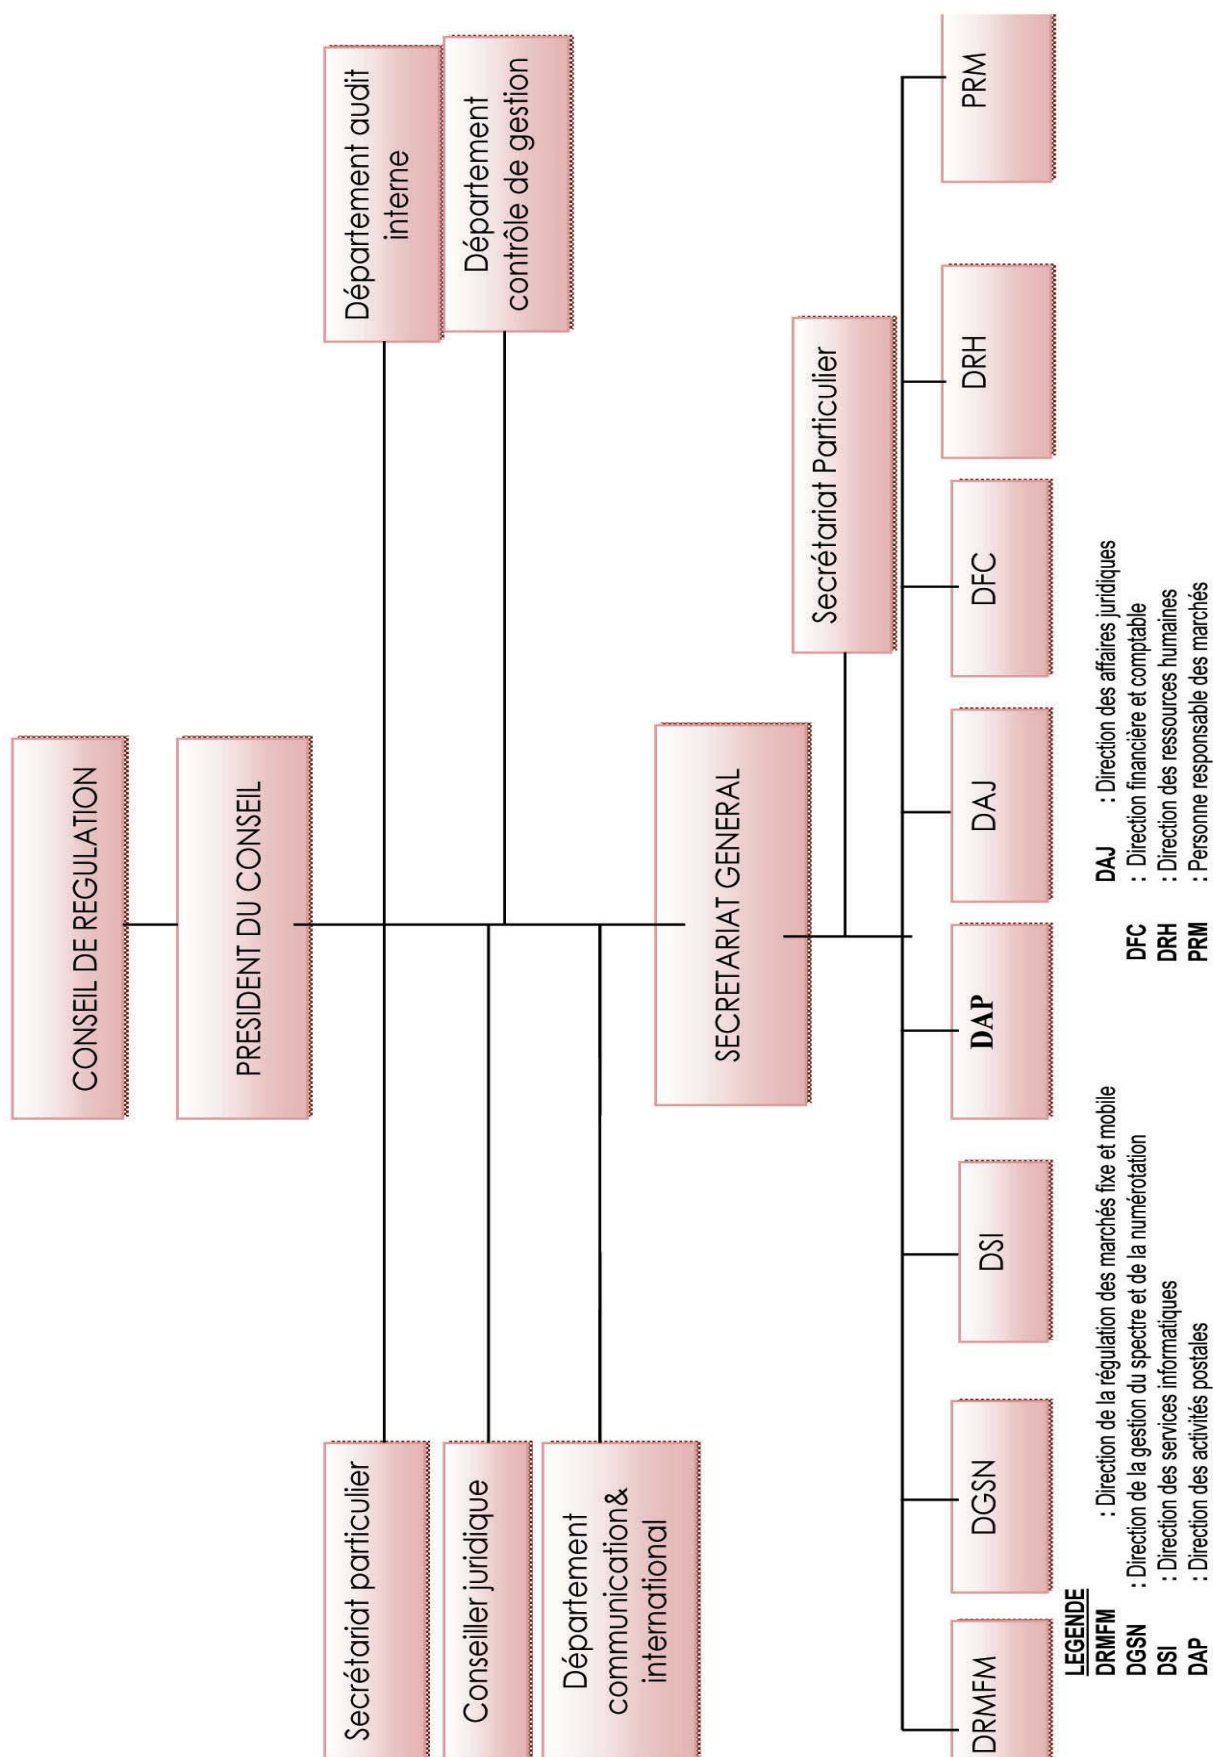 CONSEIL DE REGULATION
PRESIDENT DU CONSEIL
Secrétariat particulier
Département audit
interne
Conseiller juridique
Département
contrôle de gestion
Département
communication&
international
SECRETARIAT GENERAL
Secrétariat Particulier
DRMFM
DGSN
DSI
DAP
DAJ
DFC
DRH
PRM
LEGENDE
DRMFM : Direction de la régulation des marchés fixe et mobile
DGSN : Direction de la gestion du spectre et de la numérotation
DSI : Direction des services informatiques
DAP : Direction des activités postales
DAJ : Direction des affaires juridiques
DFC : Direction financière et comptable
DRH : Direction des ressources humaines
PRM : Personne responsable des marchés